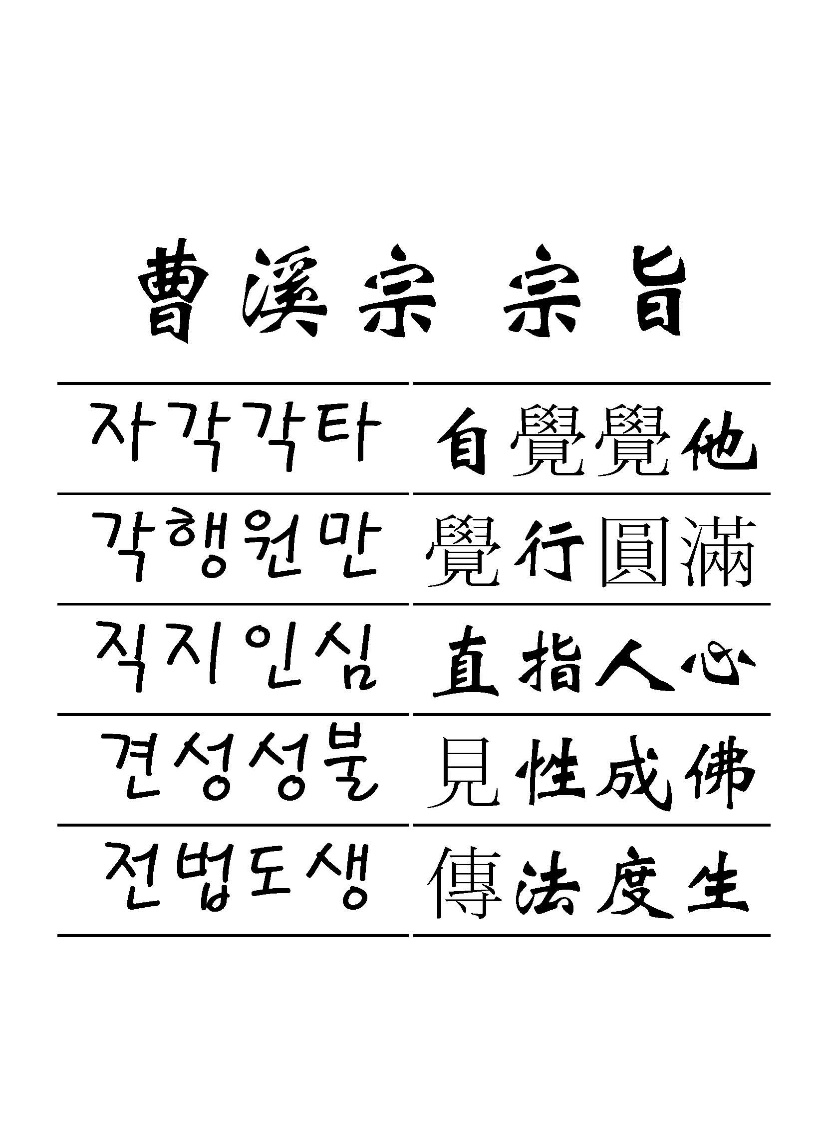 曹溪宗 宗旨
자각각타 自覺覺他
각행원만 覺行圓滿
직지인심 直指人心
견성성불 見性成佛
전법도생 傳法度生